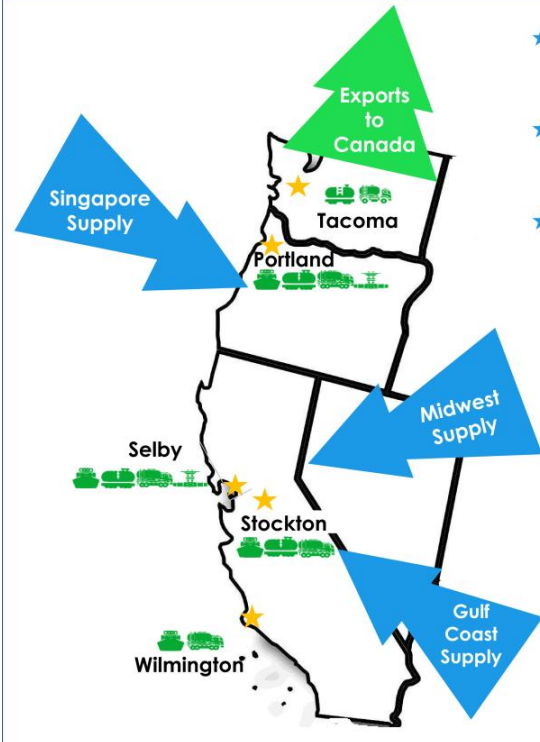 Exports
to
Canada
Singapore
Supply
Tacoma
Portland
Midwest
Supply
Selby
Stockton
Gulf
Coast
Supply
Wilmington